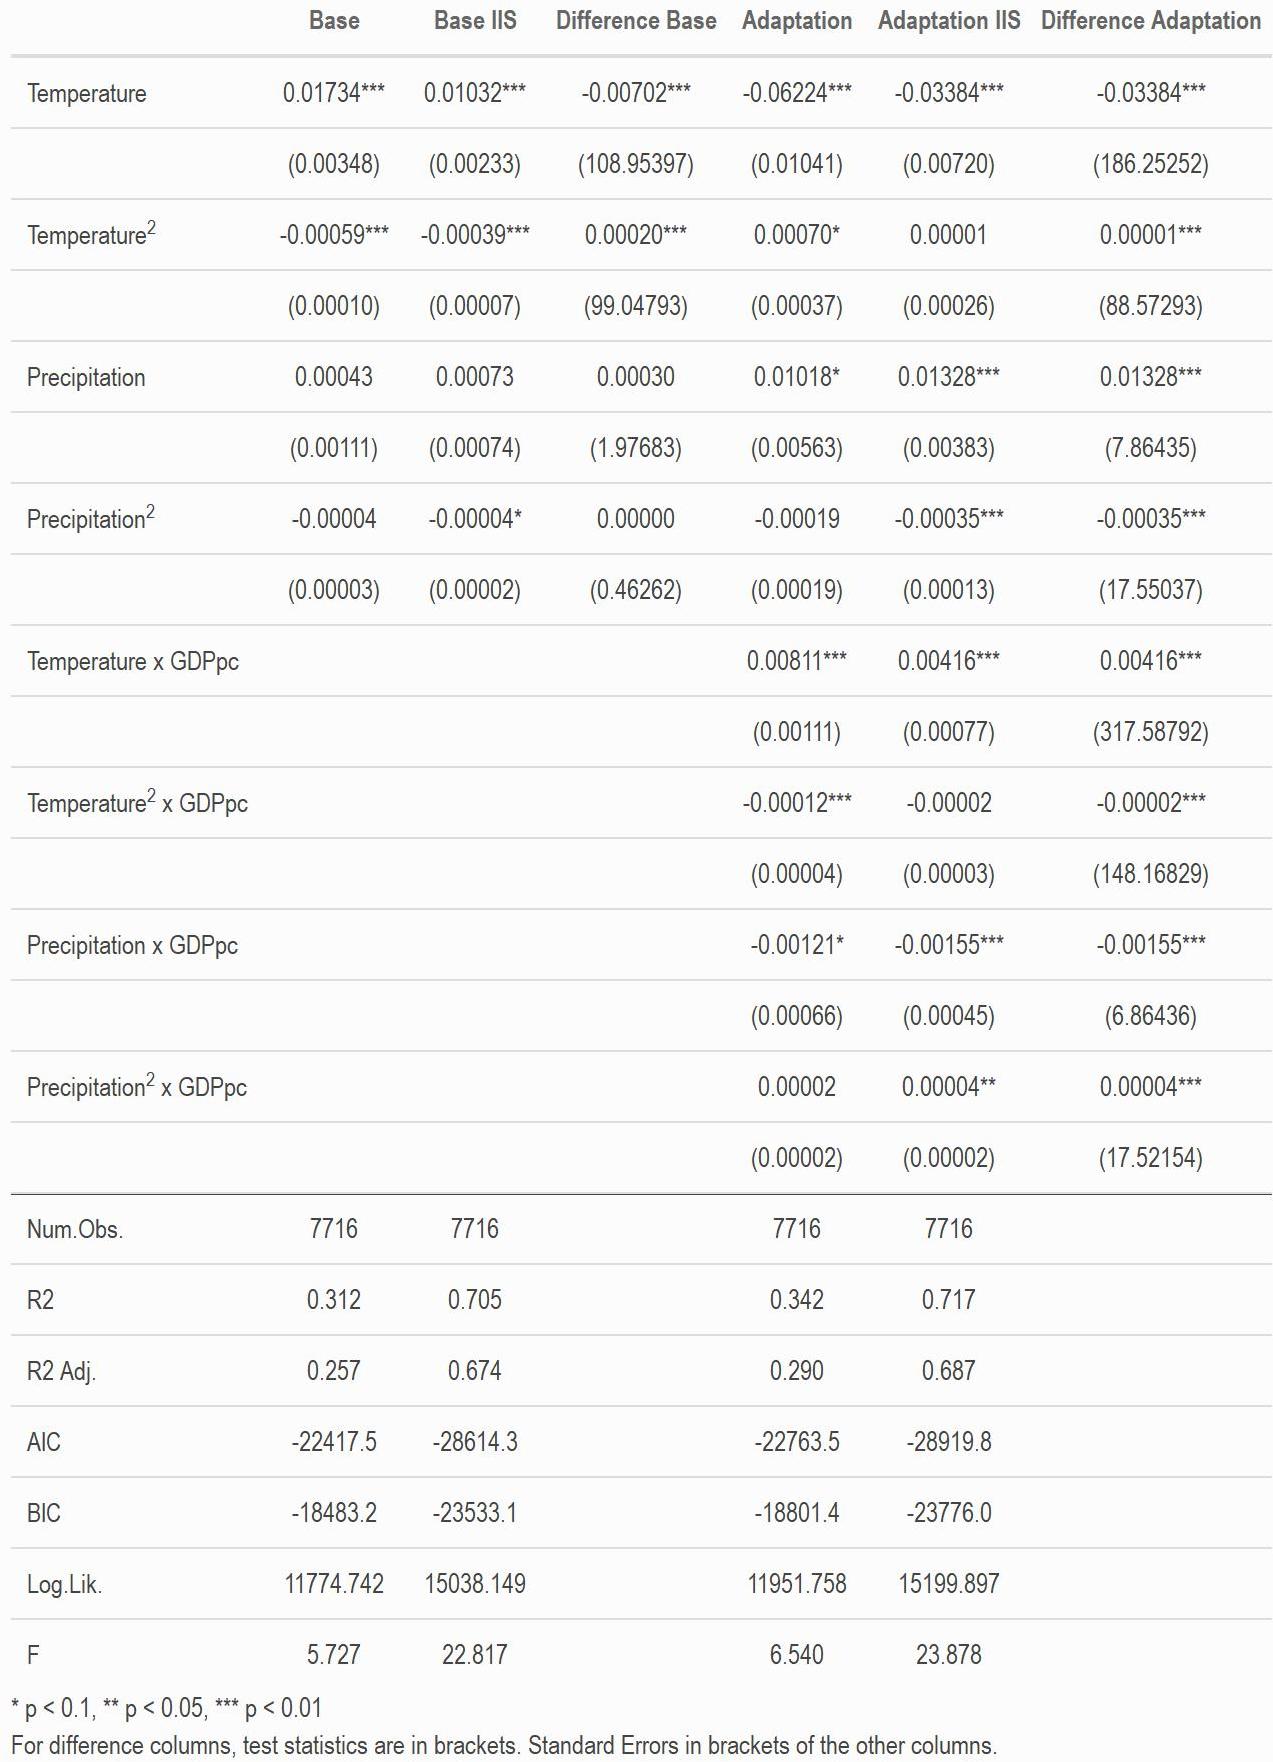 Base Base IIS Difference Base Adaptation Adaptation IIS Difference Adaptation
Temperature 0.01734*** 0.01032*** -0.00702*** -0.06224*** -0.03384*** -0.03384***
(0.00348) (0.00233) (108.95397) (0.01041) (0.00720) (186.25252)
Temperature² -0.00059*** -0.00039*** 0.00020*** 0.00070* 0.00001 0.00001***
(0.00010) (0.00007) (99.04793) (0.00037) (0.00026) (88.57293)
Precipitation 0.00043 0.00073 0.00030 0.01018* 0.01328*** 0.01328***
(0.00111) (0.00074) (1.97683) (0.00563) (0.00383) (7.86435)
Precipitation² -0.00004 -0.00004* 0.00000 -0.00019 -0.00035*** -0.00035***
(0.00003) (0.00002) (0.46262) (0.00019) (0.00013) (17.55037)
Temperature x GDPpc 0.00811*** 0.00416*** 0.00416***
(0.00111) (0.00077) (317.58792)
Temperature² x GDPpc -0.00012*** -0.00002 -0.00002***
(0.00004) (0.00003) (148.16829)
Precipitation x GDPpc -0.00121* -0.00155*** -0.00155***
(0.00066) (0.00045) (6.86436)
Precipitation² x GDPpc 0.00002 0.00004** 0.00004***
(0.00002) (0.00002) (17.52154)
Num.Obs. 7716 7716 7716 7716
R2 0.312 0.705 0.342 0.717
R2 Adj. 0.257 0.674 0.290 0.687
AIC -22417.5 -28614.3 -22763.5 -28919.8
BIC -18483.2 -23533.1 -18801.4 -23776.0
Log.Lik. 11774.742 15038.149 11951.758 15199.897
F 5.727 22.817 6.540 23.878
* p < 0.1, ** p < 0.05, *** p < 0.01
For difference columns, test statistics are in brackets. Standard Errors in brackets of the other columns.